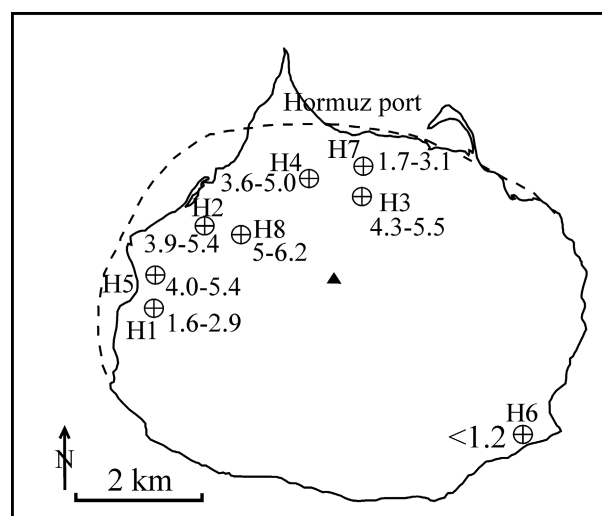 Hormuz port
H7
1.7-3.1
H4
3.6-5.0
H3
4.3-5.5
H2
3.9-5.4
H8
5-6.2
H5
4.0-5.4
H1
1.6-2.9
H6
<1.2
N
2 km